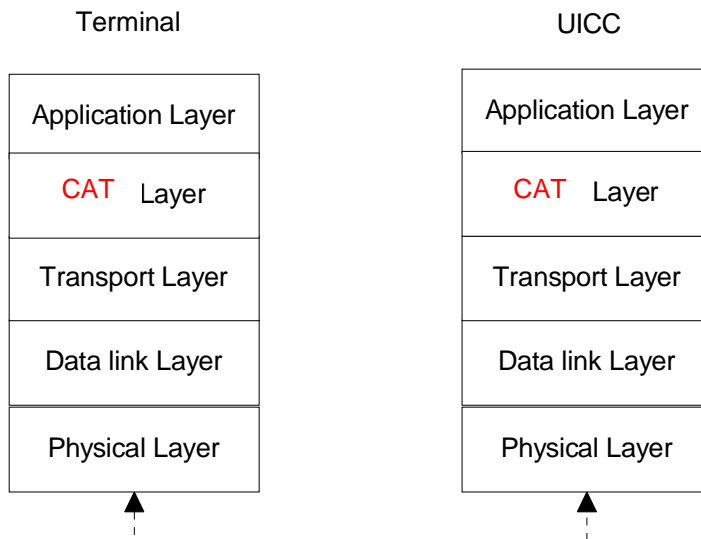 Terminal
UICC
Application Layer
Application Layer
CAT Layer
CAT Layer
Transport Layer
Transport Layer
Data link Layer
Data link Layer
Physical Layer
Physical Layer